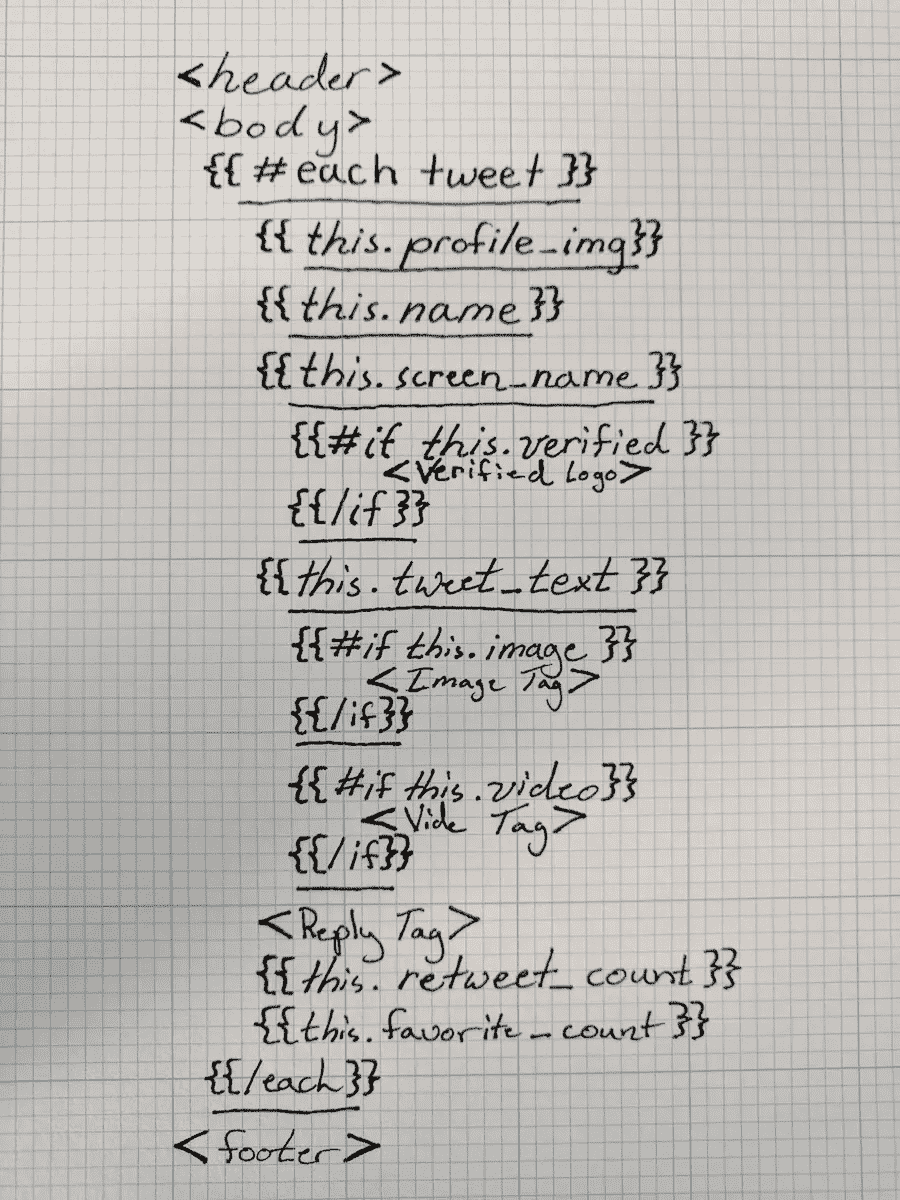 <header>
<body>
{{ #each tweet }}
{{ this.profile_img}}
{{this.name}}
{{this.screen_name }}
{{#if this.verified }}
<Verified Logo>
{{/if}}
{{this.tweet_text }}
{{#if this.image }}
<Image Tag>
{{/if}}
{{ #if this.video}}
<Vide Tag>
{{/if}}
<Reply Tag>
{{this. retweet_count }}
{{this.favorite_count }}
{{/each}}
<footer>